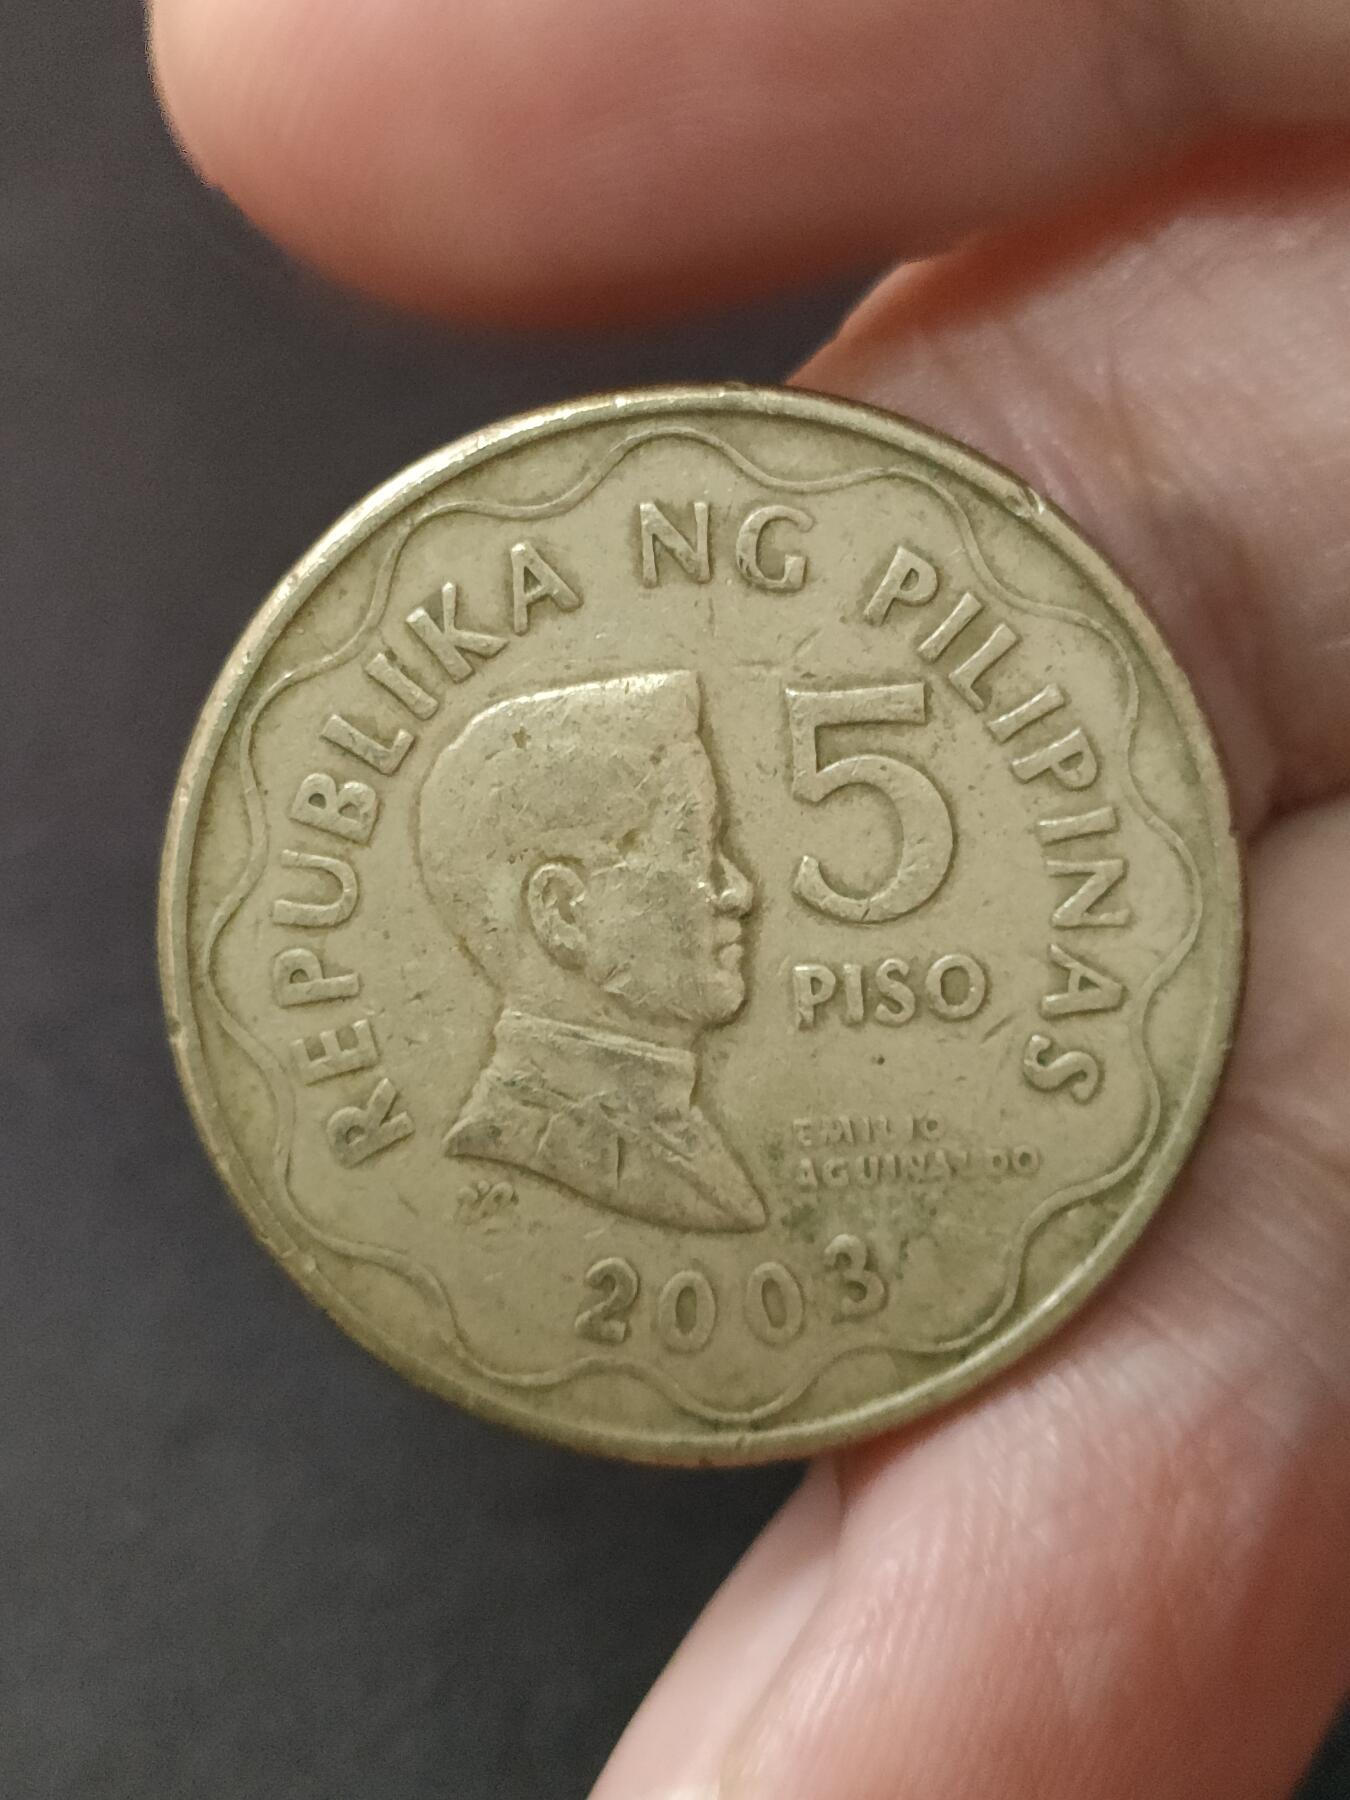 REPUBLIKA NG PILIPINAS
5
PISO
EMILIO
AGUINALDO
2003